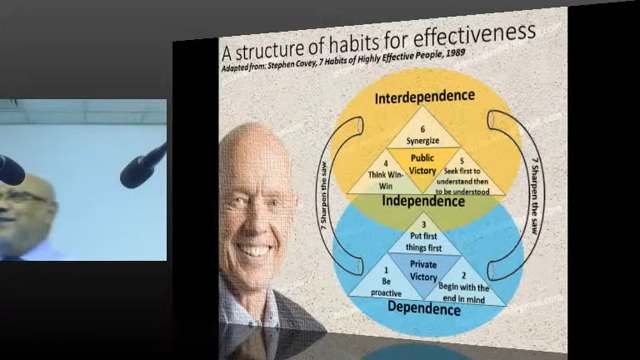 A structure of habits for effectiveness
Adapted from: Stephen Covey, 7 Habits of Highly Effective People, 1989
Interdependence
6
Synergize
Public
Victory
4
Think Win-
Win
5
Seek first to
understand then
to be understood
7 Sharpen the saw
7 Sharpen the saw
Independence
3
Put first
things first
Private
Victory
1
Be
proactive
2
Begin with the
end in mind
Dependence